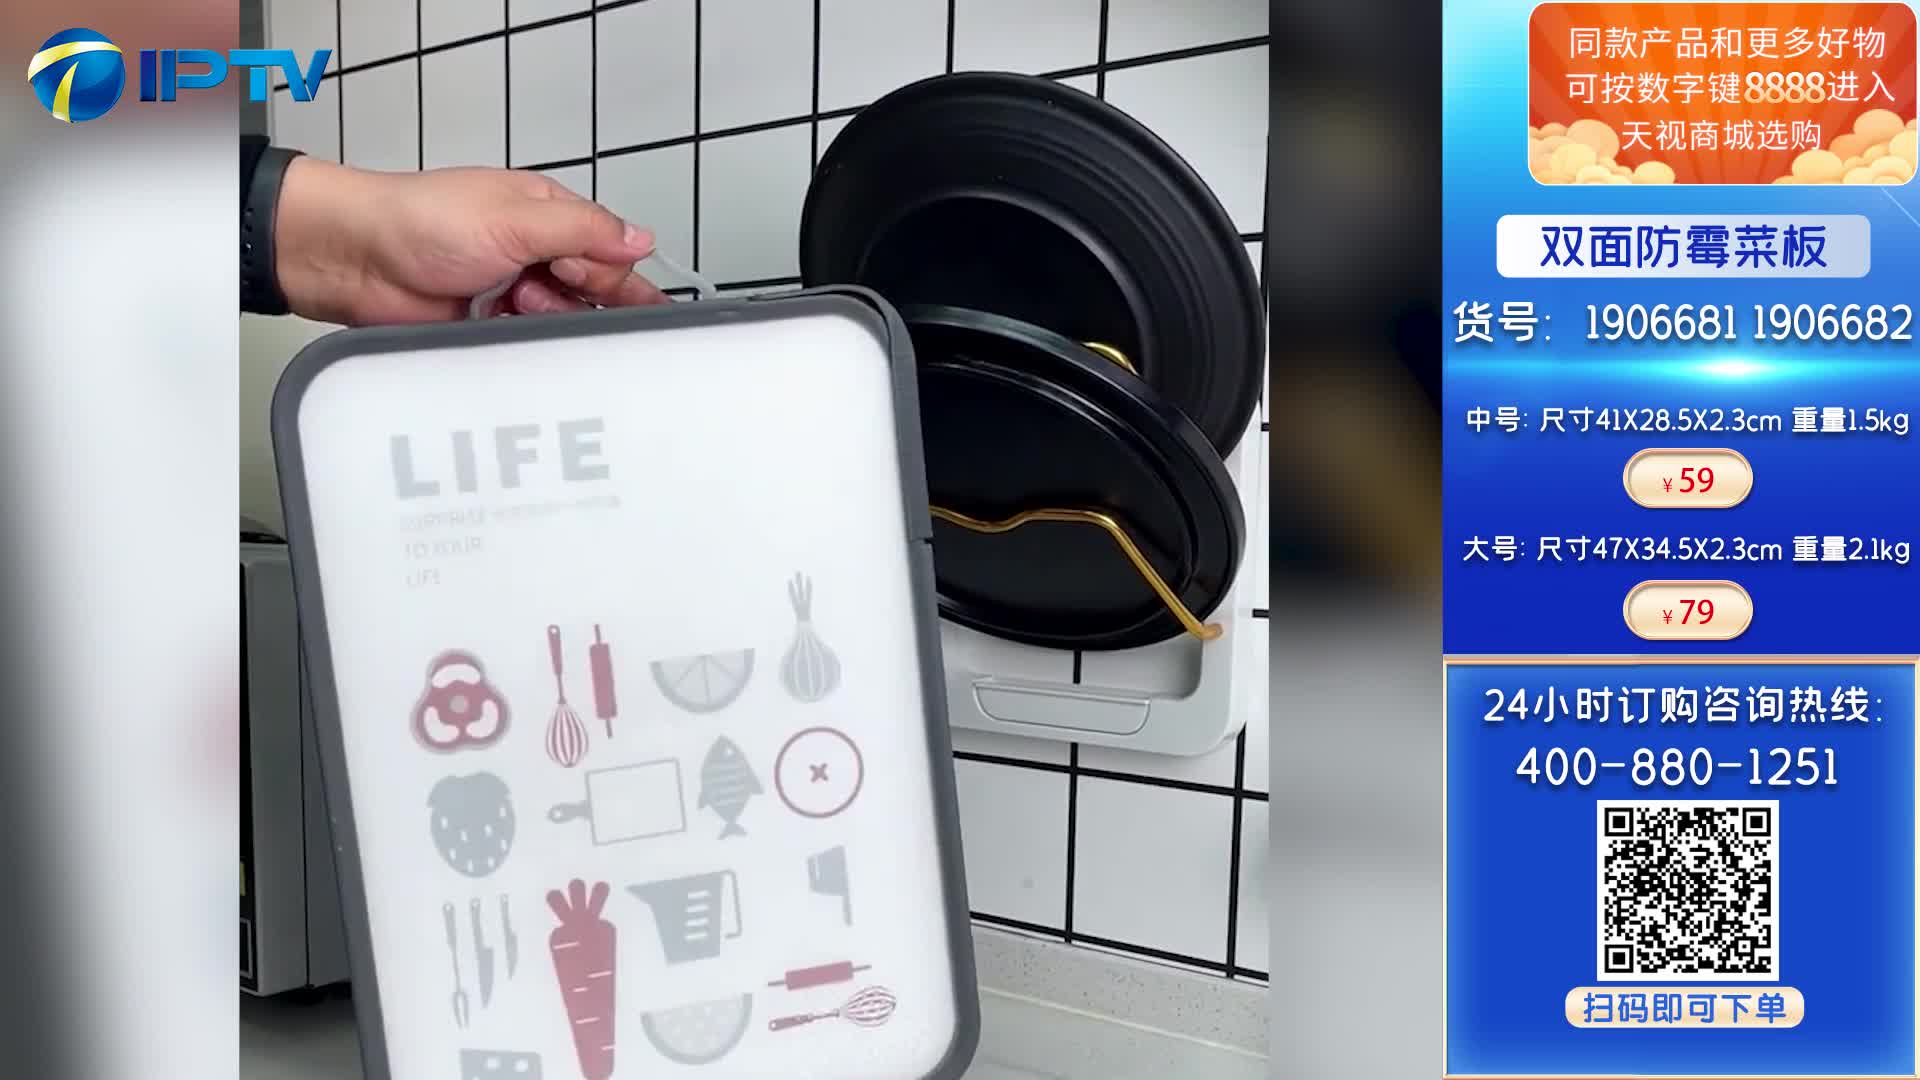 IPTV
LIFE
SURPRISE
TO YOUR
LIFE
同款产品和更多好物
可按数字键8888进入
天视商城选购
双面防霉菜板
货号: 1906681 1906682
中号: 尺寸41X28.5X2.3cm 重量1.5kg
¥59
大号: 尺寸47X34.5X2.3cm 重量2.1kg
¥79
24小时订购咨询热线:
400-880-1251
扫码即可下单